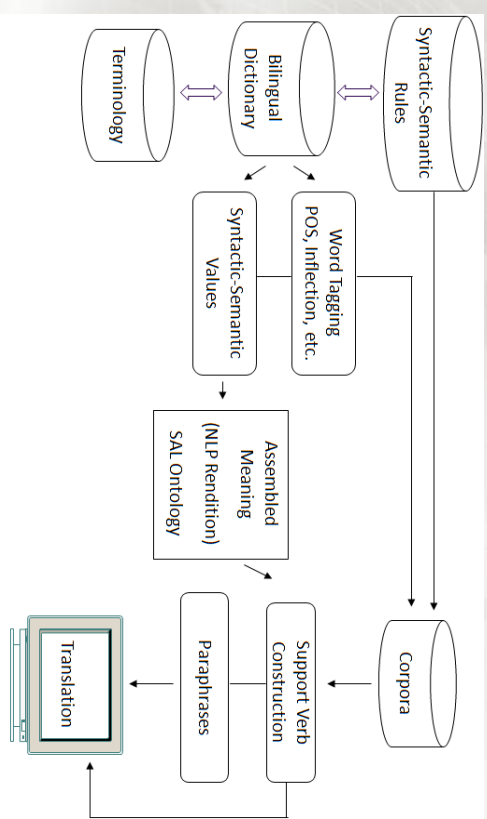 Syntactic-Semantic
Rules
Bilingual
Dictionary
Terminology
Word Tagging
POS, Inflection, etc.
Syntactic-Semantic
Values
Assembled
Meaning
(NLP Rendition)
SAL Ontology
Corpora
Support Verb
Construction
Paraphrases
Translation